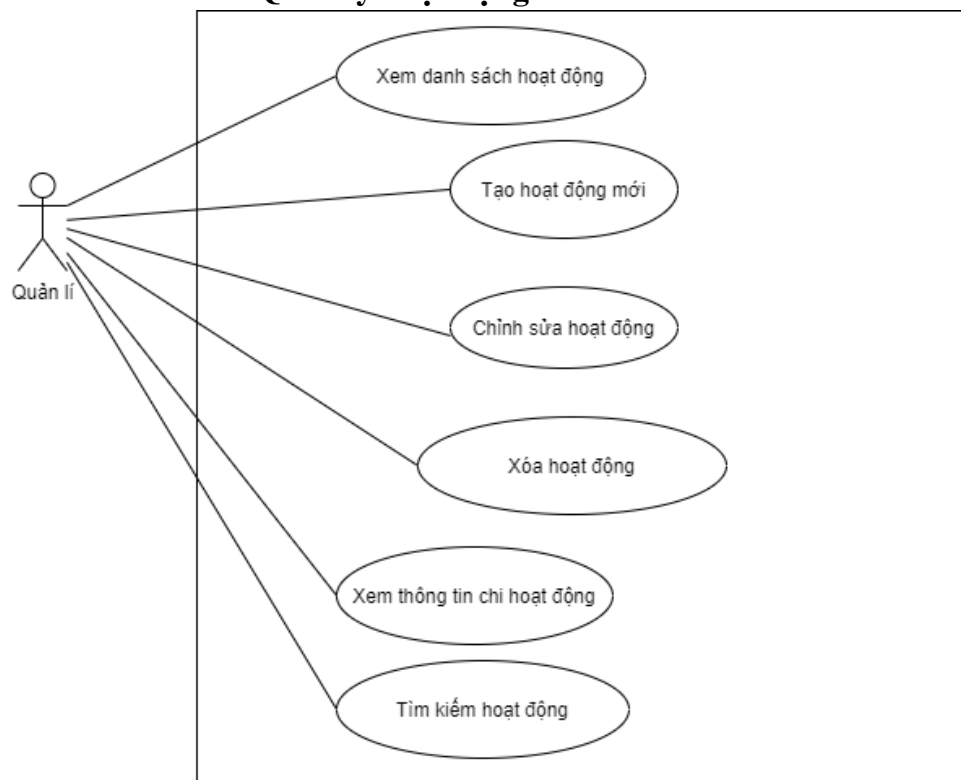 Xem danh sách hoạt động
Tạo hoạt động mới
Quản lí
Chỉnh sửa hoạt động
Xóa hoạt động
Xem thông tin chi hoạt động
Tìm kiếm hoạt động